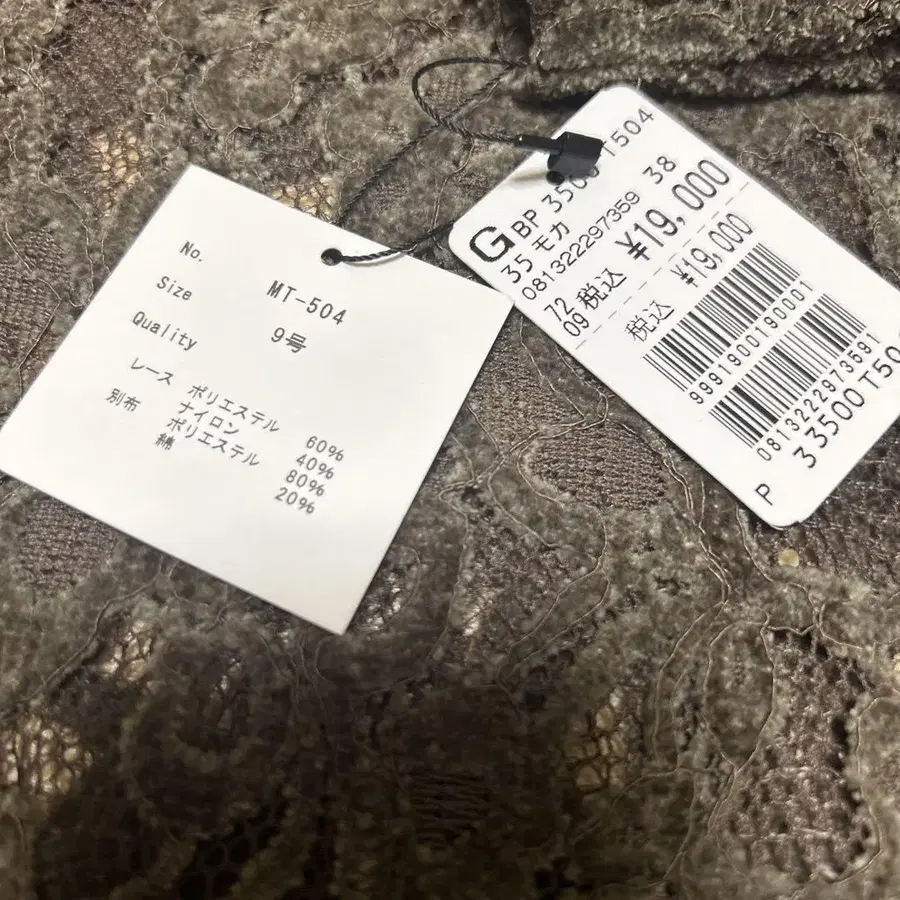 No. MT-504
Size 9号
Quality
レース ポリエステル 60%
ナイロン 40%
別布 ポリエステル 80%
綿 20%
G BP 3500 T504
35 モカ 38
0813222297359
72
09 税込 ¥19,000
税込 ¥19,000
9991900190001
0813222973591
P 33500T50